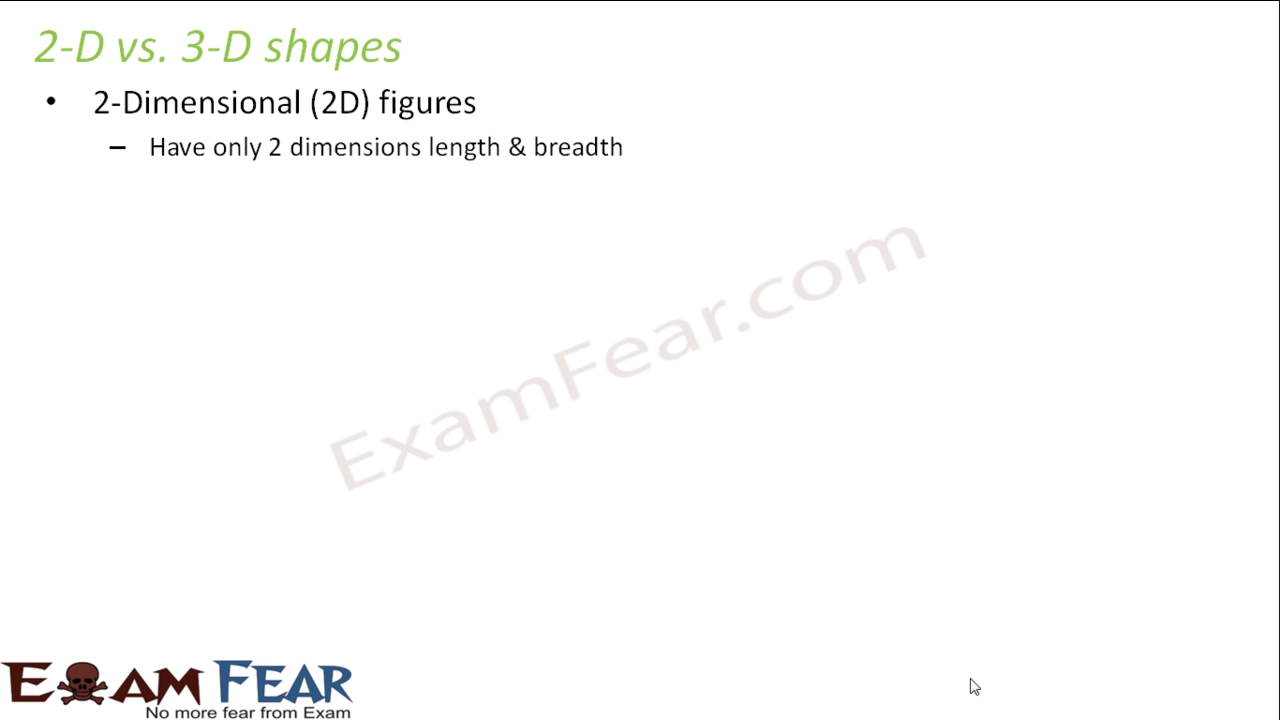 2-D vs. 3-D shapes
• 2-Dimensional (2D) figures
– Have only 2 dimensions length & breadth
ExamFear.com
EXAM FEAR
No more fear from Exam